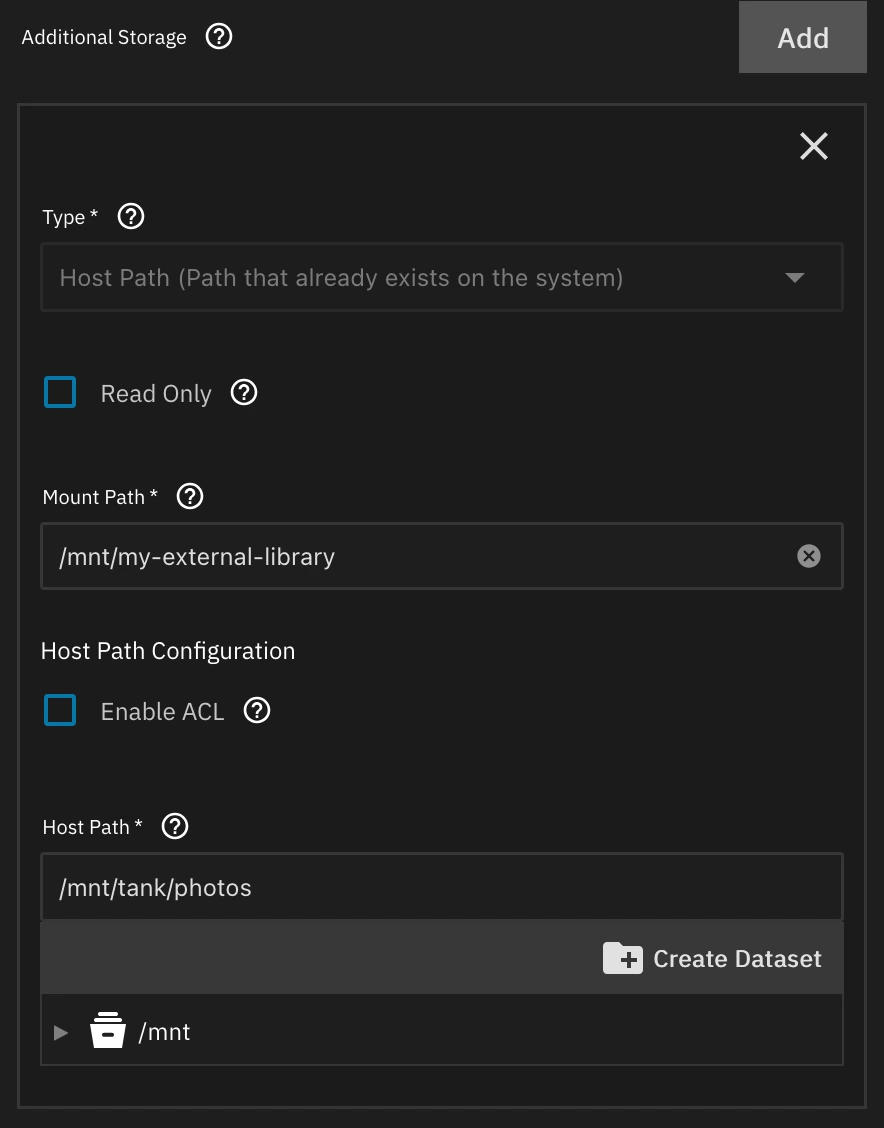 Additional Storage
Add
Type *
Host Path (Path that already exists on the system)
Read Only
Mount Path *
/mnt/my-external-library
Host Path Configuration
Enable ACL
Host Path *
/mnt/tank/photos
Create Dataset
/mnt